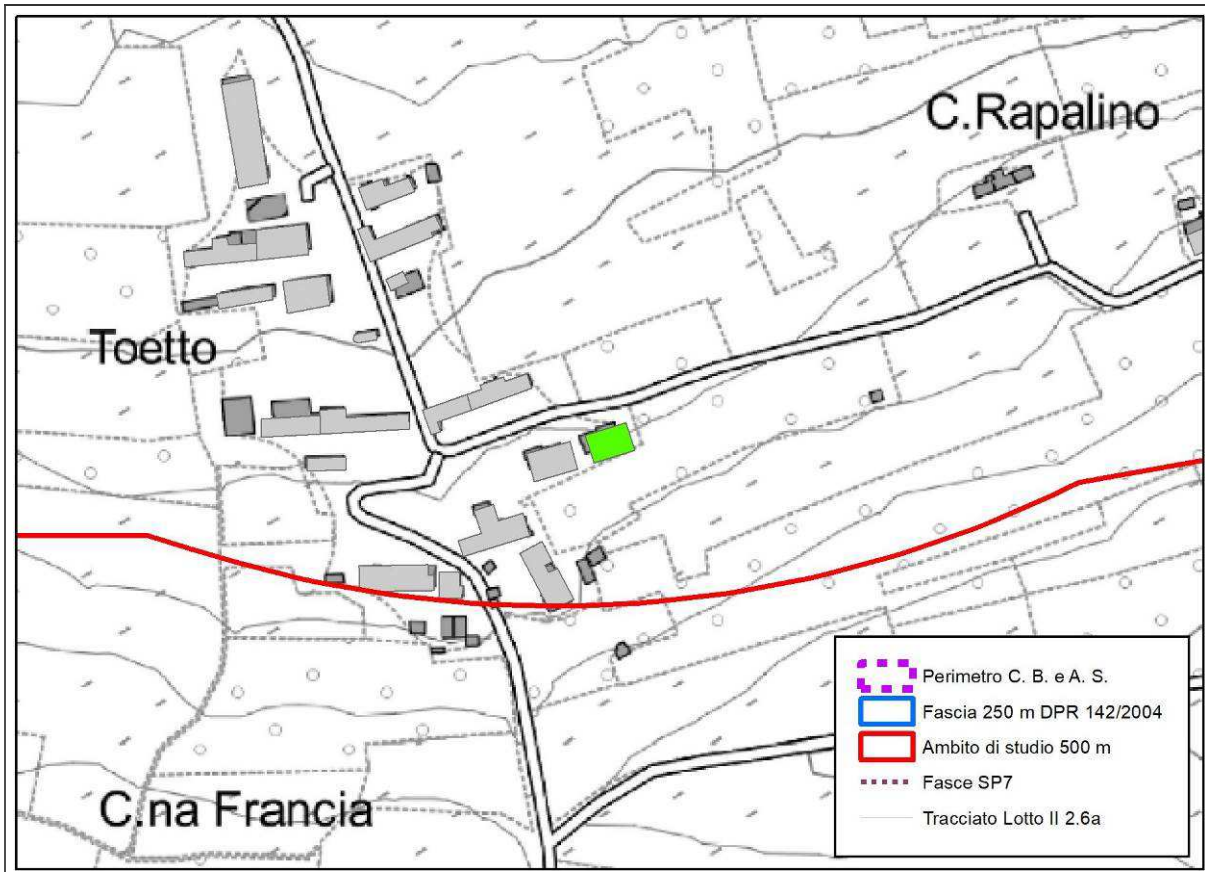 C.Rapalino
Toetto
C.na Francia
Perimetro C. B. e A. S.
Fascia 250 m DPR 142/2004
Ambito di studio 500 m
Fasce SP7
Tracciato Lotto II 2.6a